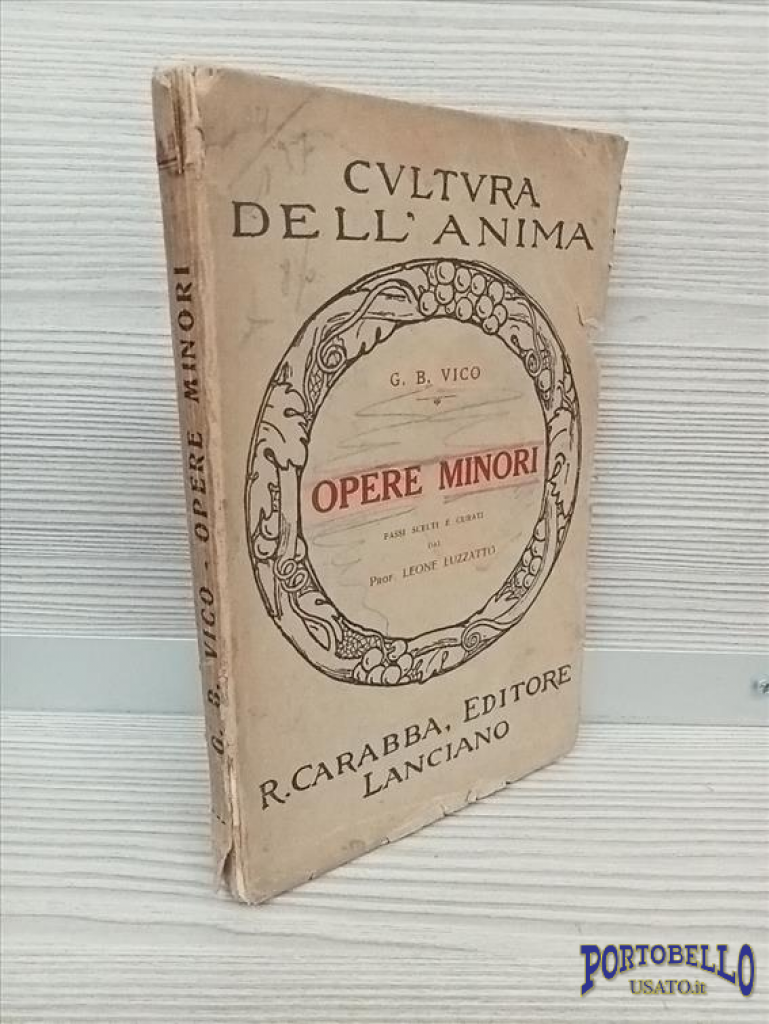 CVLTVRA
DELL' ANIMA
G. B. VICO
OPERE MINORI
PASSI SCELTI E CURATI
DAL
PROF. LEONE LUZZATTO
R. CARABBA, EDITORE
LANCIANO
G. B. VICO - OPERE MINORI
PORTOBELLO
USATO.it